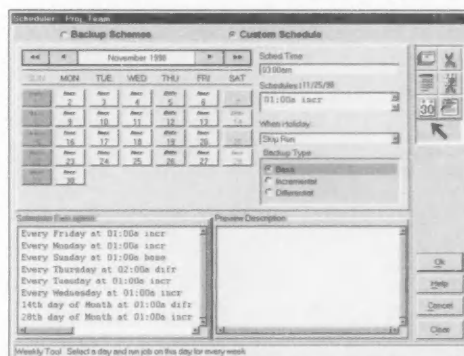 Scheduler - Proj_Team
Backup Schemes
Custom Schedule
<< < November 1998 > >>
SUN MON TUE WED THU FRI SAT
2 3 4 5 6 7
9 10 11 12 13 14
16 17 18 19 20
23 24 25 26 27
30
Sched Time
03:00am
Schedules: 11/25/98
01:00a incr
When Holiday
Skip Run
Backup Type
Base
Incremental
Differential
30
Preview Description
Every Friday at 01:00a incr
Every Monday at 01:00a incr
Every Sunday at 01:00a base
Every Thursday at 02:00a difr
Every Tuesday at 01:00a incr
Every Wednesday at 01:00a incr
14th day of Month at 01:00a difr
28th day of Month at 01:00a incr
Ok
Help
Cancel
Clear
Weekly Tool Select a day and run job on this day for every week